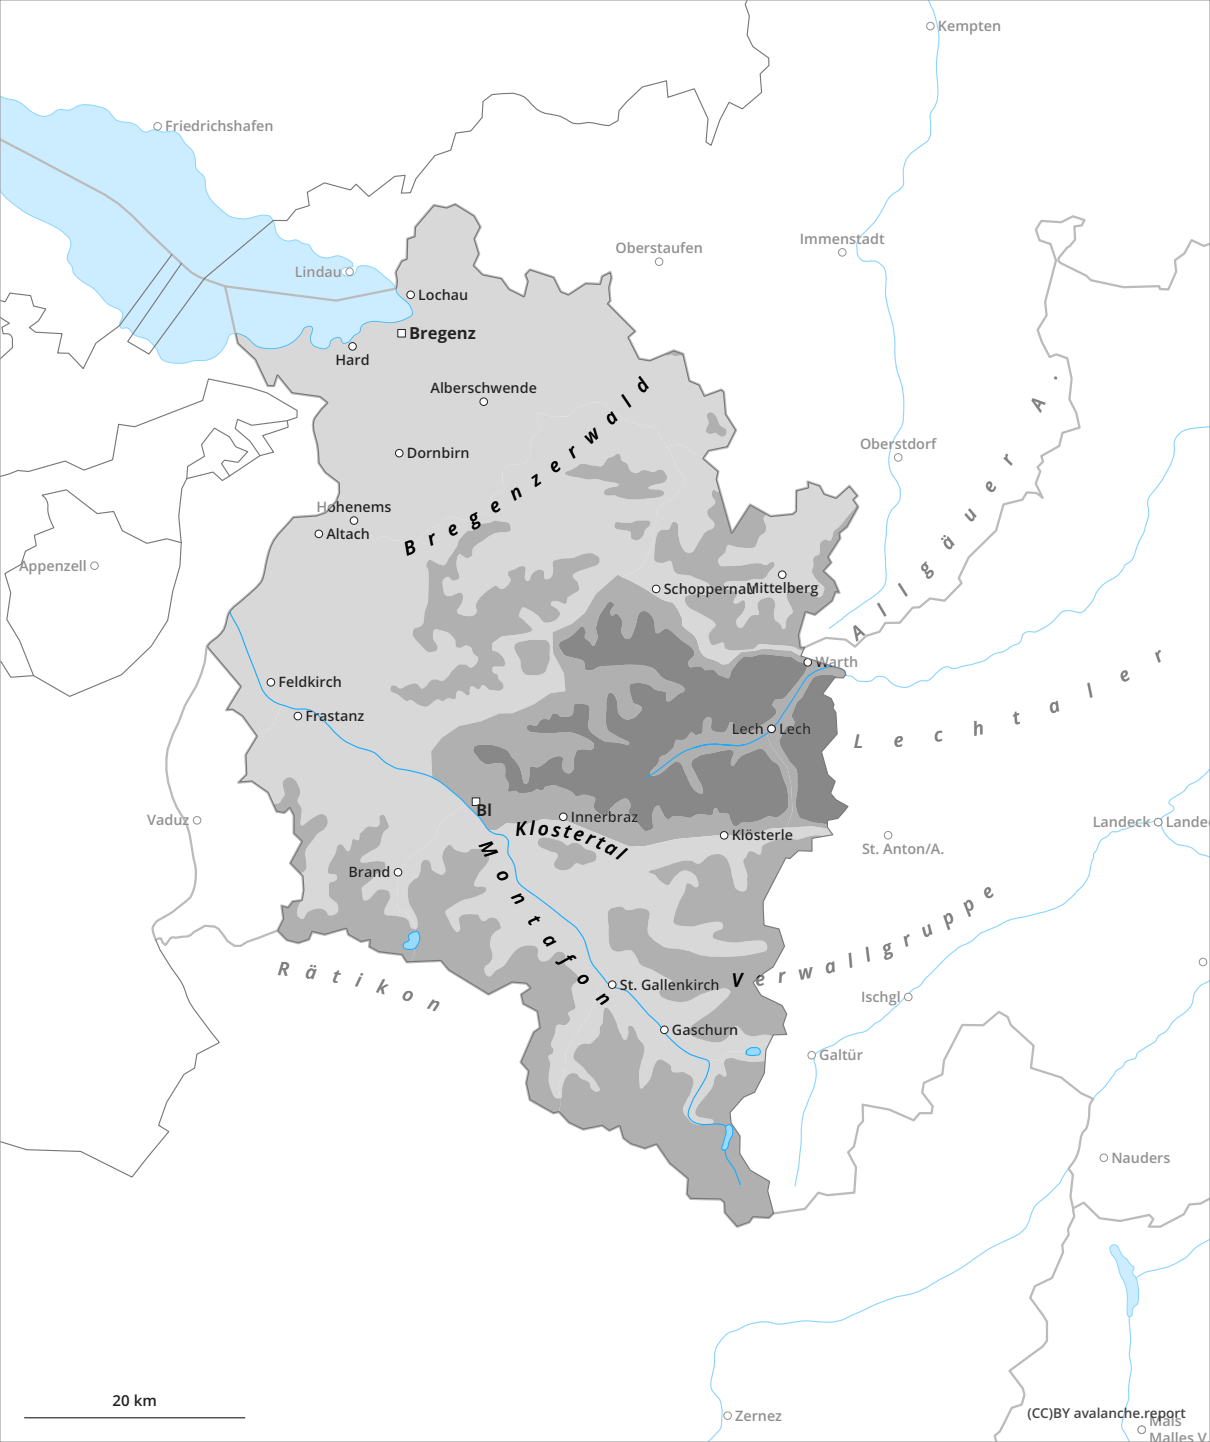 Kempten
Friedrichshafen
Oberstaufen
Immenstadt
Lindau
Lochau
Bregenz
Hard
Alberschwende
Bregenzerwald
Allgäuer A.
Oberstdorf
Dornbirn
Hohenems
Altach
Appenzell
Schoppernau
Mittelberg
Warth
Lechtaler
Feldkirch
Frastanz
Lech
Lech
Vaduz
Bl
Innerbraz
Klostertal
Klösterle
St. Anton/A.
Landeck
Montafon
Brand
Verwallgruppe
Rätikon
St. Gallenkirch
Ischgl
Gaschurn
Galtür
Nauders
20 km
(CC)BY avalanche.report
Zernez
Mals
Malles V.